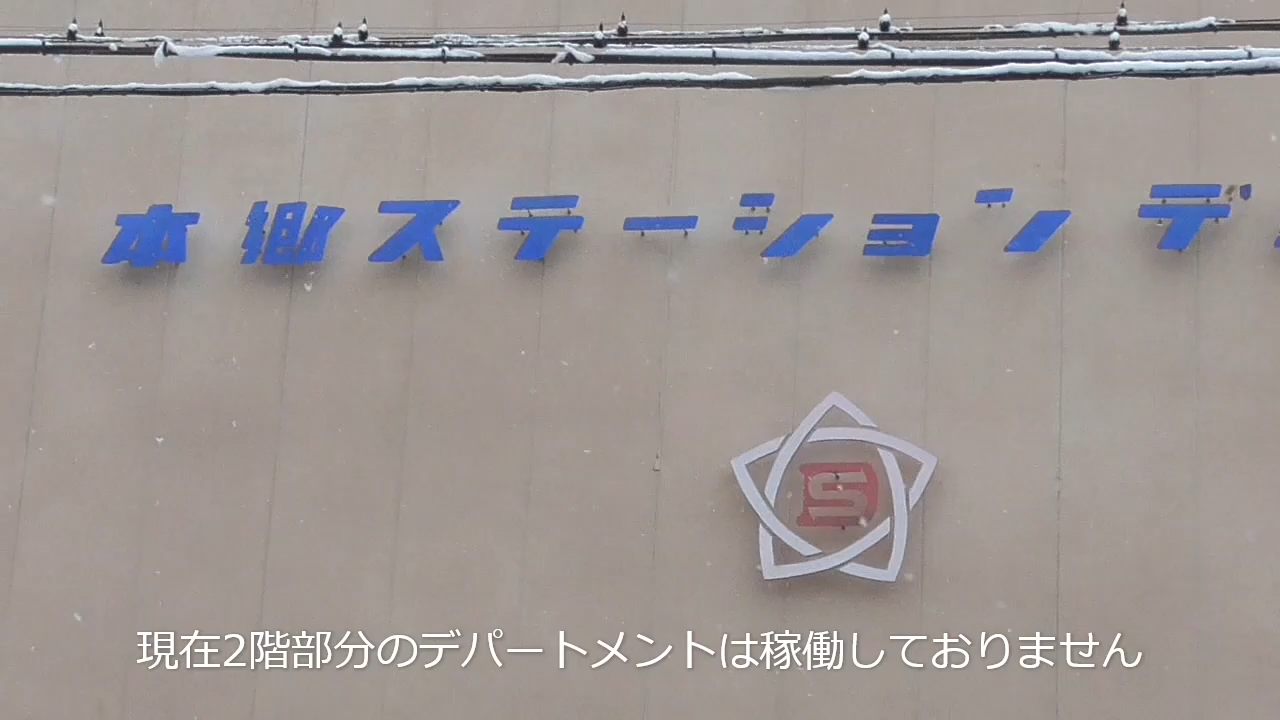 本郷ステーションデ
SD
現在2階部分のデパートメントは稼働しておりません